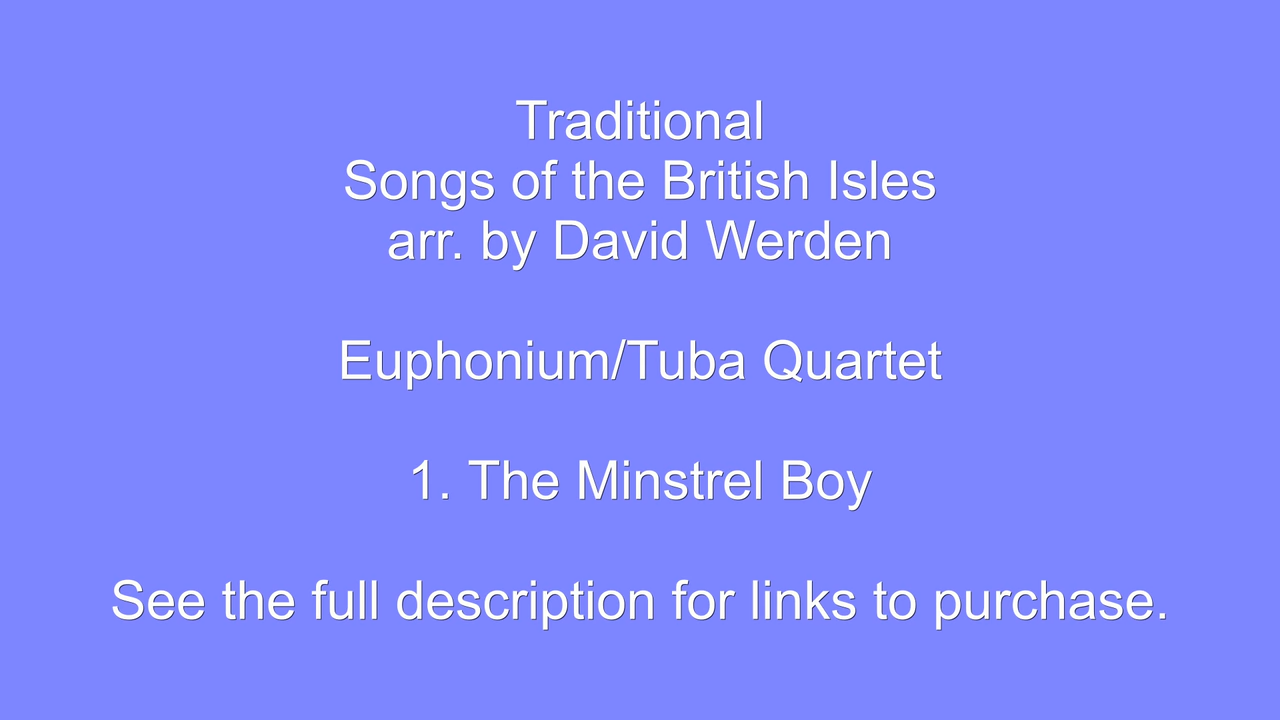 Traditional
Songs of the British Isles
arr. by David Werden
Euphonium/Tuba Quartet
1. The Minstrel Boy
See the full description for links to purchase.